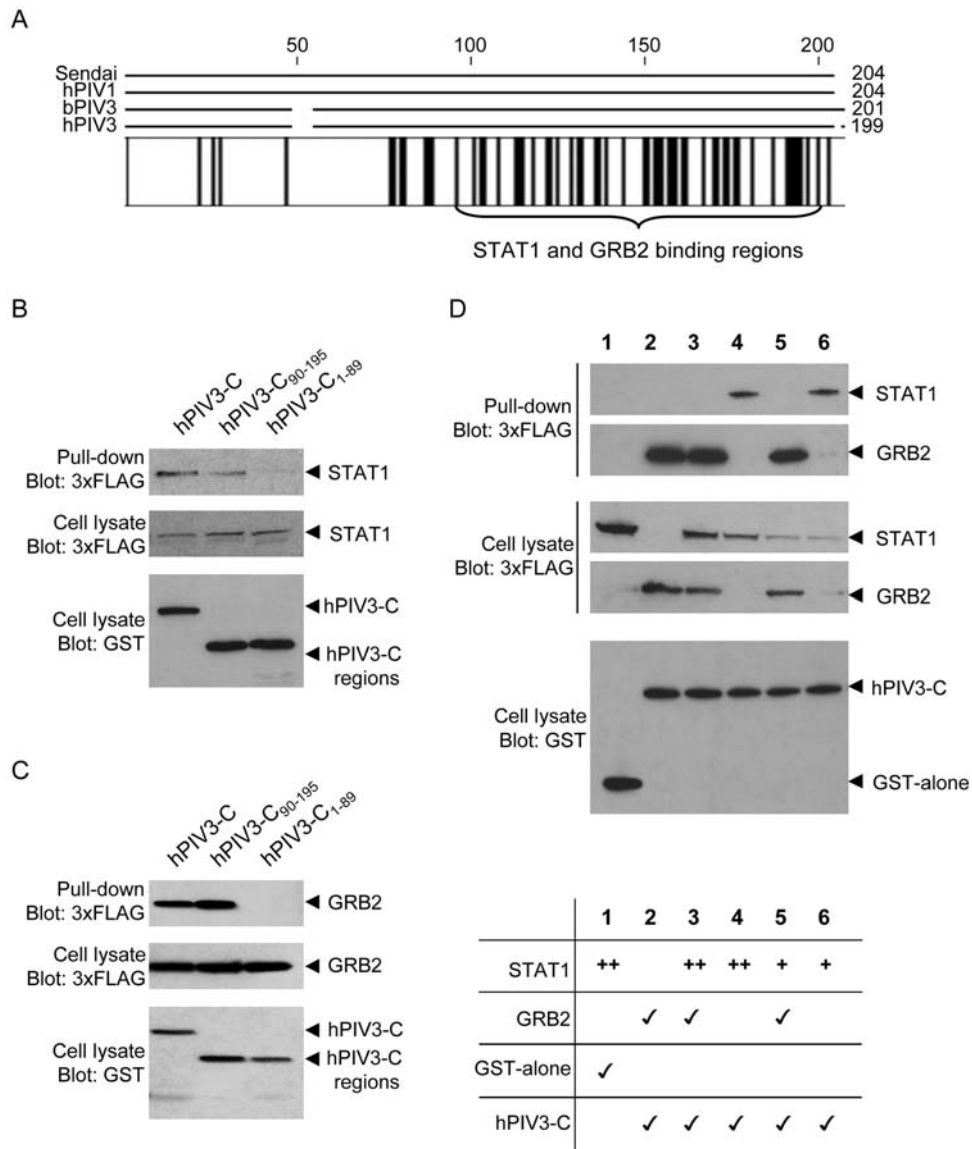 A
50 100 150 200
Sendai 204
hPIV1 204
bPIV3 201
hPIV3 199
STAT1 and GRB2 binding regions
B
hPIV3-C hPIV3-C90-195 hPIV3-C1-89
Pull-down
Blot: 3xFLAG
STAT1
Cell lysate
Blot: 3xFLAG
STAT1
Cell lysate
Blot: GST
hPIV3-C
hPIV3-C
regions
C
hPIV3-C hPIV3-C90-195 hPIV3-C1-89
Pull-down
Blot: 3xFLAG
GRB2
Cell lysate
Blot: 3xFLAG
GRB2
Cell lysate
Blot: GST
hPIV3-C
hPIV3-C
regions
D
1 2 3 4 5 6
Pull-down
Blot: 3xFLAG
STAT1
GRB2
Cell lysate
Blot: 3xFLAG
STAT1
GRB2
Cell lysate
Blot: GST
hPIV3-C
GST-alone
1 2 3 4 5 6
STAT1 ++ ++ ++ + +
GRB2 ✓ ✓ ✓
GST-alone ✓
hPIV3-C ✓ ✓ ✓ ✓ ✓